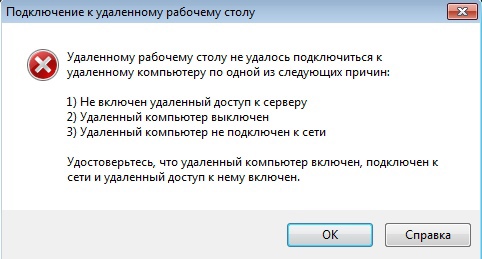 Подключение к удаленному рабочему столу
Удаленному рабочему столу не удалось подключиться к
удаленному компьютеру по одной из следующих причин:
1) Не включен удаленный доступ к серверу
2) Удаленный компьютер выключен
3) Удаленный компьютер не подключен к сети
Удостоверьтесь, что удаленный компьютер включен, подключен к
сети и удаленный доступ к нему включен.
ОК
Справка